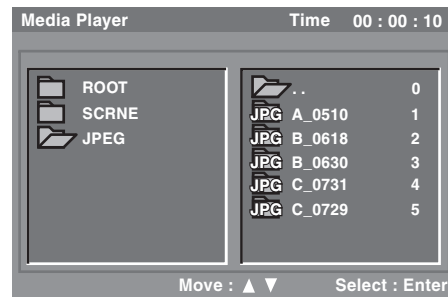 Media Player Time 00 : 00 : 10
ROOT
SCRNE
JPEG
. . 0
JPG A_0510 1
JPG B_0618 2
JPG B_0630 3
JPG C_0731 4
JPG C_0729 5
Move : ▲ ▼ Select : Enter